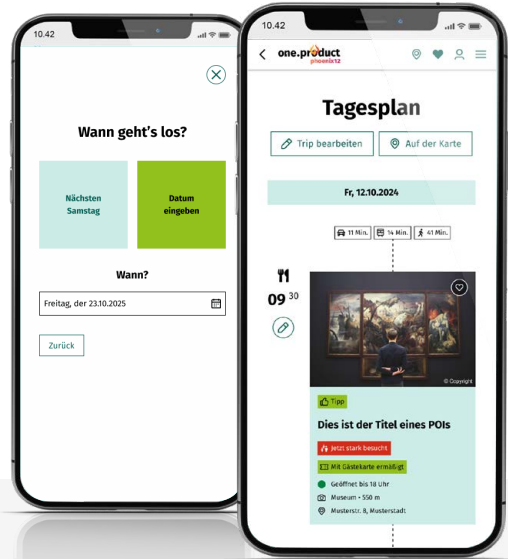 10.42
Wann geht's los?
Nächsten
Samstag
Datum
eingeben
Wann?
Freitag, der 23.10.2025
Zurück
10.42
one.product
phoenix12
Tagesplan
Trip bearbeiten
Auf der Karte
Fr, 12.10.2024
11 Min.
14 Min.
41 Min.
09 30
© Copyright
Tipp
Dies ist der Titel eines POIs
Jetzt stark besucht
Mit Gästekarte ermäßigt
Geöffnet bis 18 Uhr
Museum • 550 m
Musterstr. 8, Musterstadt